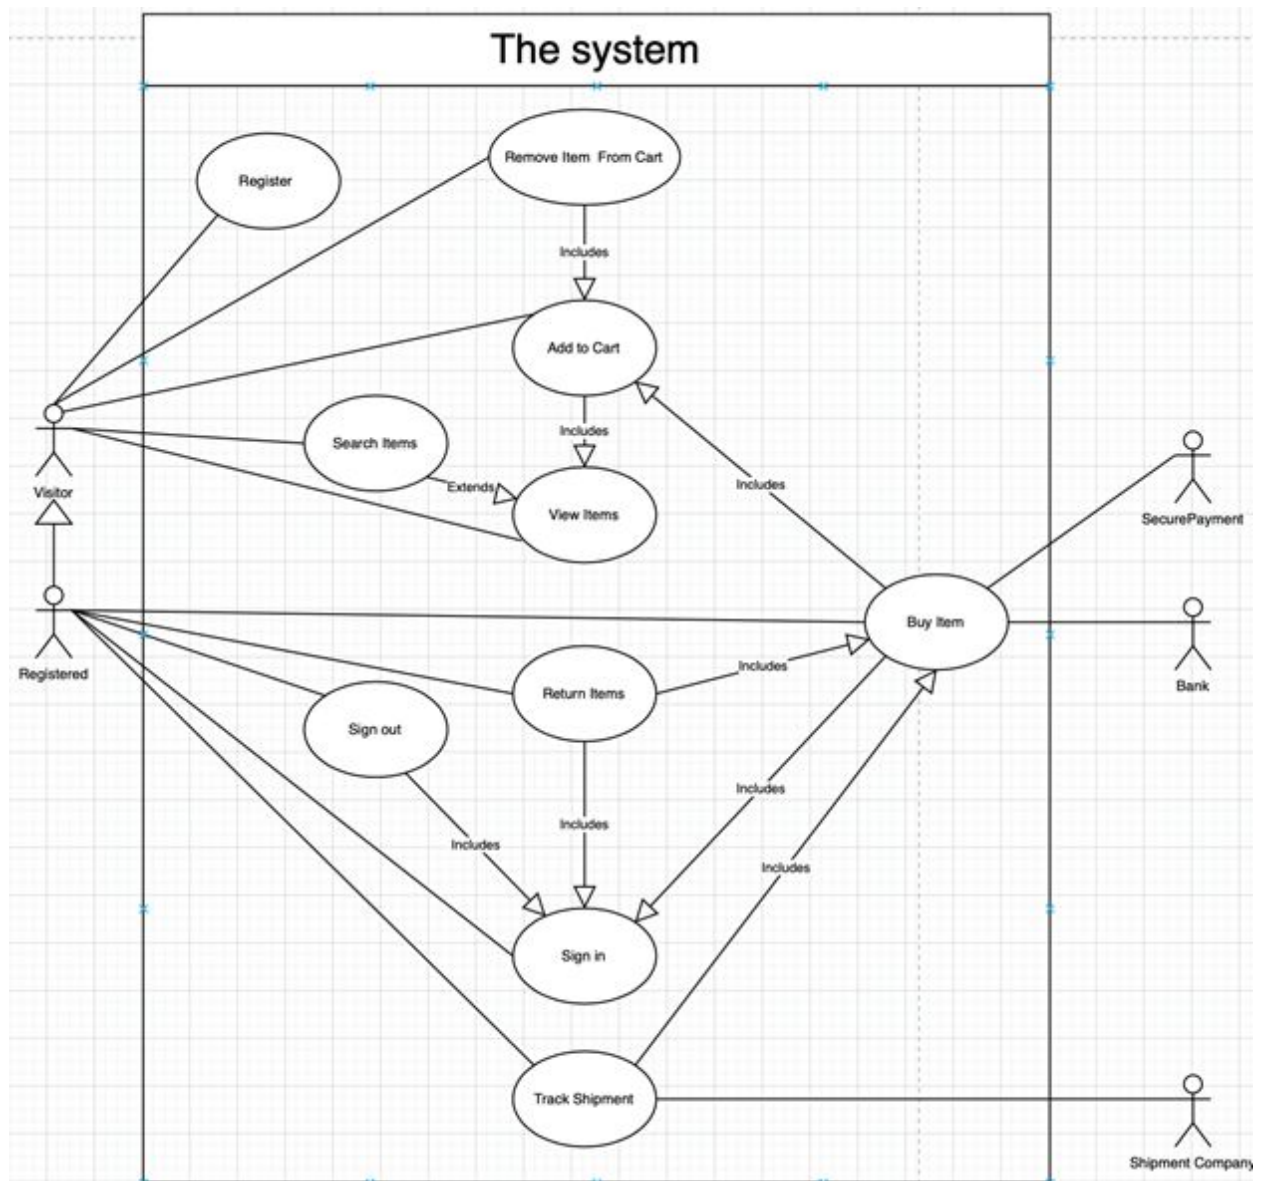 The system
Remove Item From Cart
Register
Includes
Add to Cart
Includes
Search Items
Extends
View Items
Includes
Visitor
SecurePayment
Buy Item
Registered
Includes
Return Items
Bank
Sign out
Includes
Includes
Includes
Includes
Sign in
Track Shipment
Shipment Company